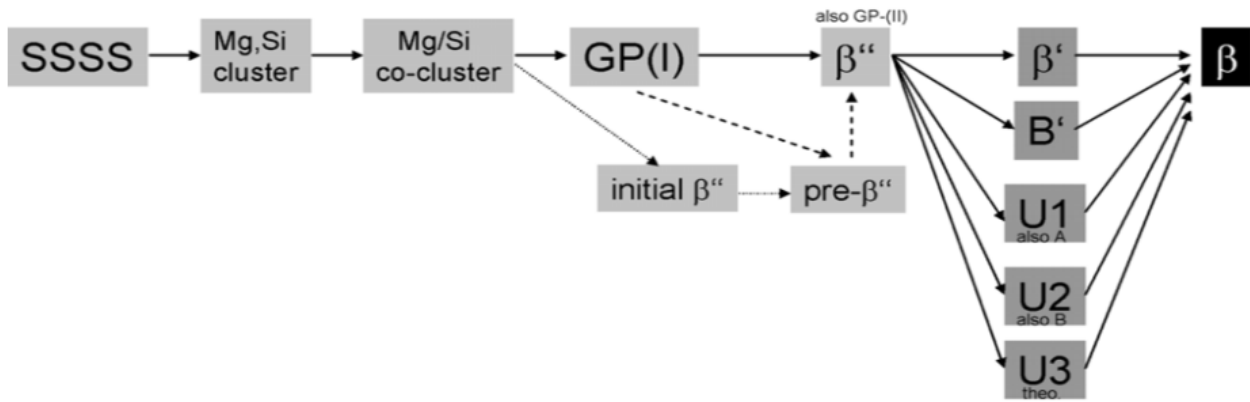 also GP-(II)
SSSS
Mg,Si
cluster
Mg/Si
co-cluster
GP(I)
β“
β‘
β
B‘
initial β“
pre-β“
U1
also A
U2
also B
U3
theo.